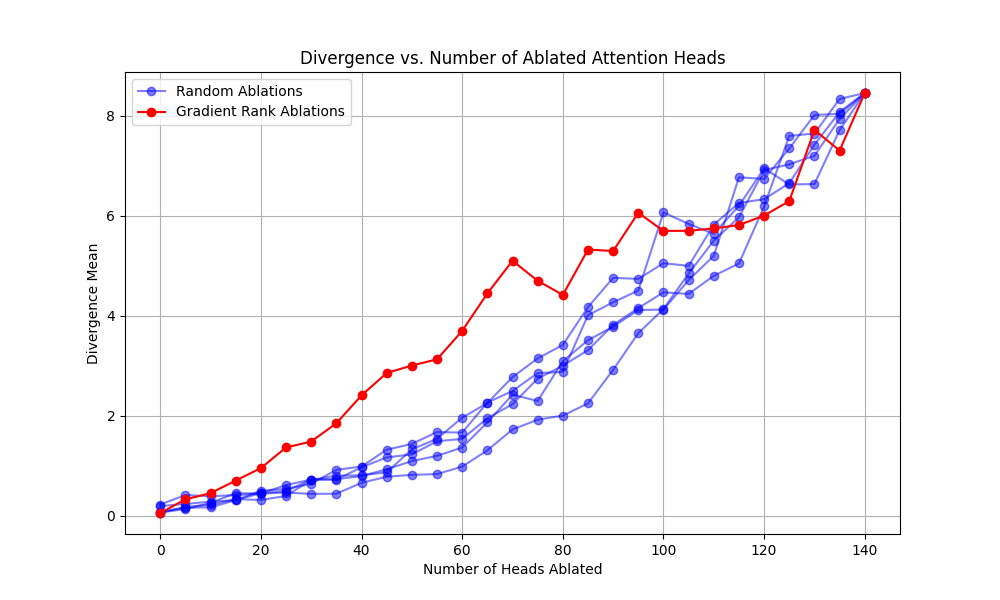 Divergence vs. Number of Ablated Attention Heads
Random Ablations
Gradient Rank Ablations
Divergence Mean
8
6
4
2
0
0 20 40 60 80 100 120 140
Number of Heads Ablated